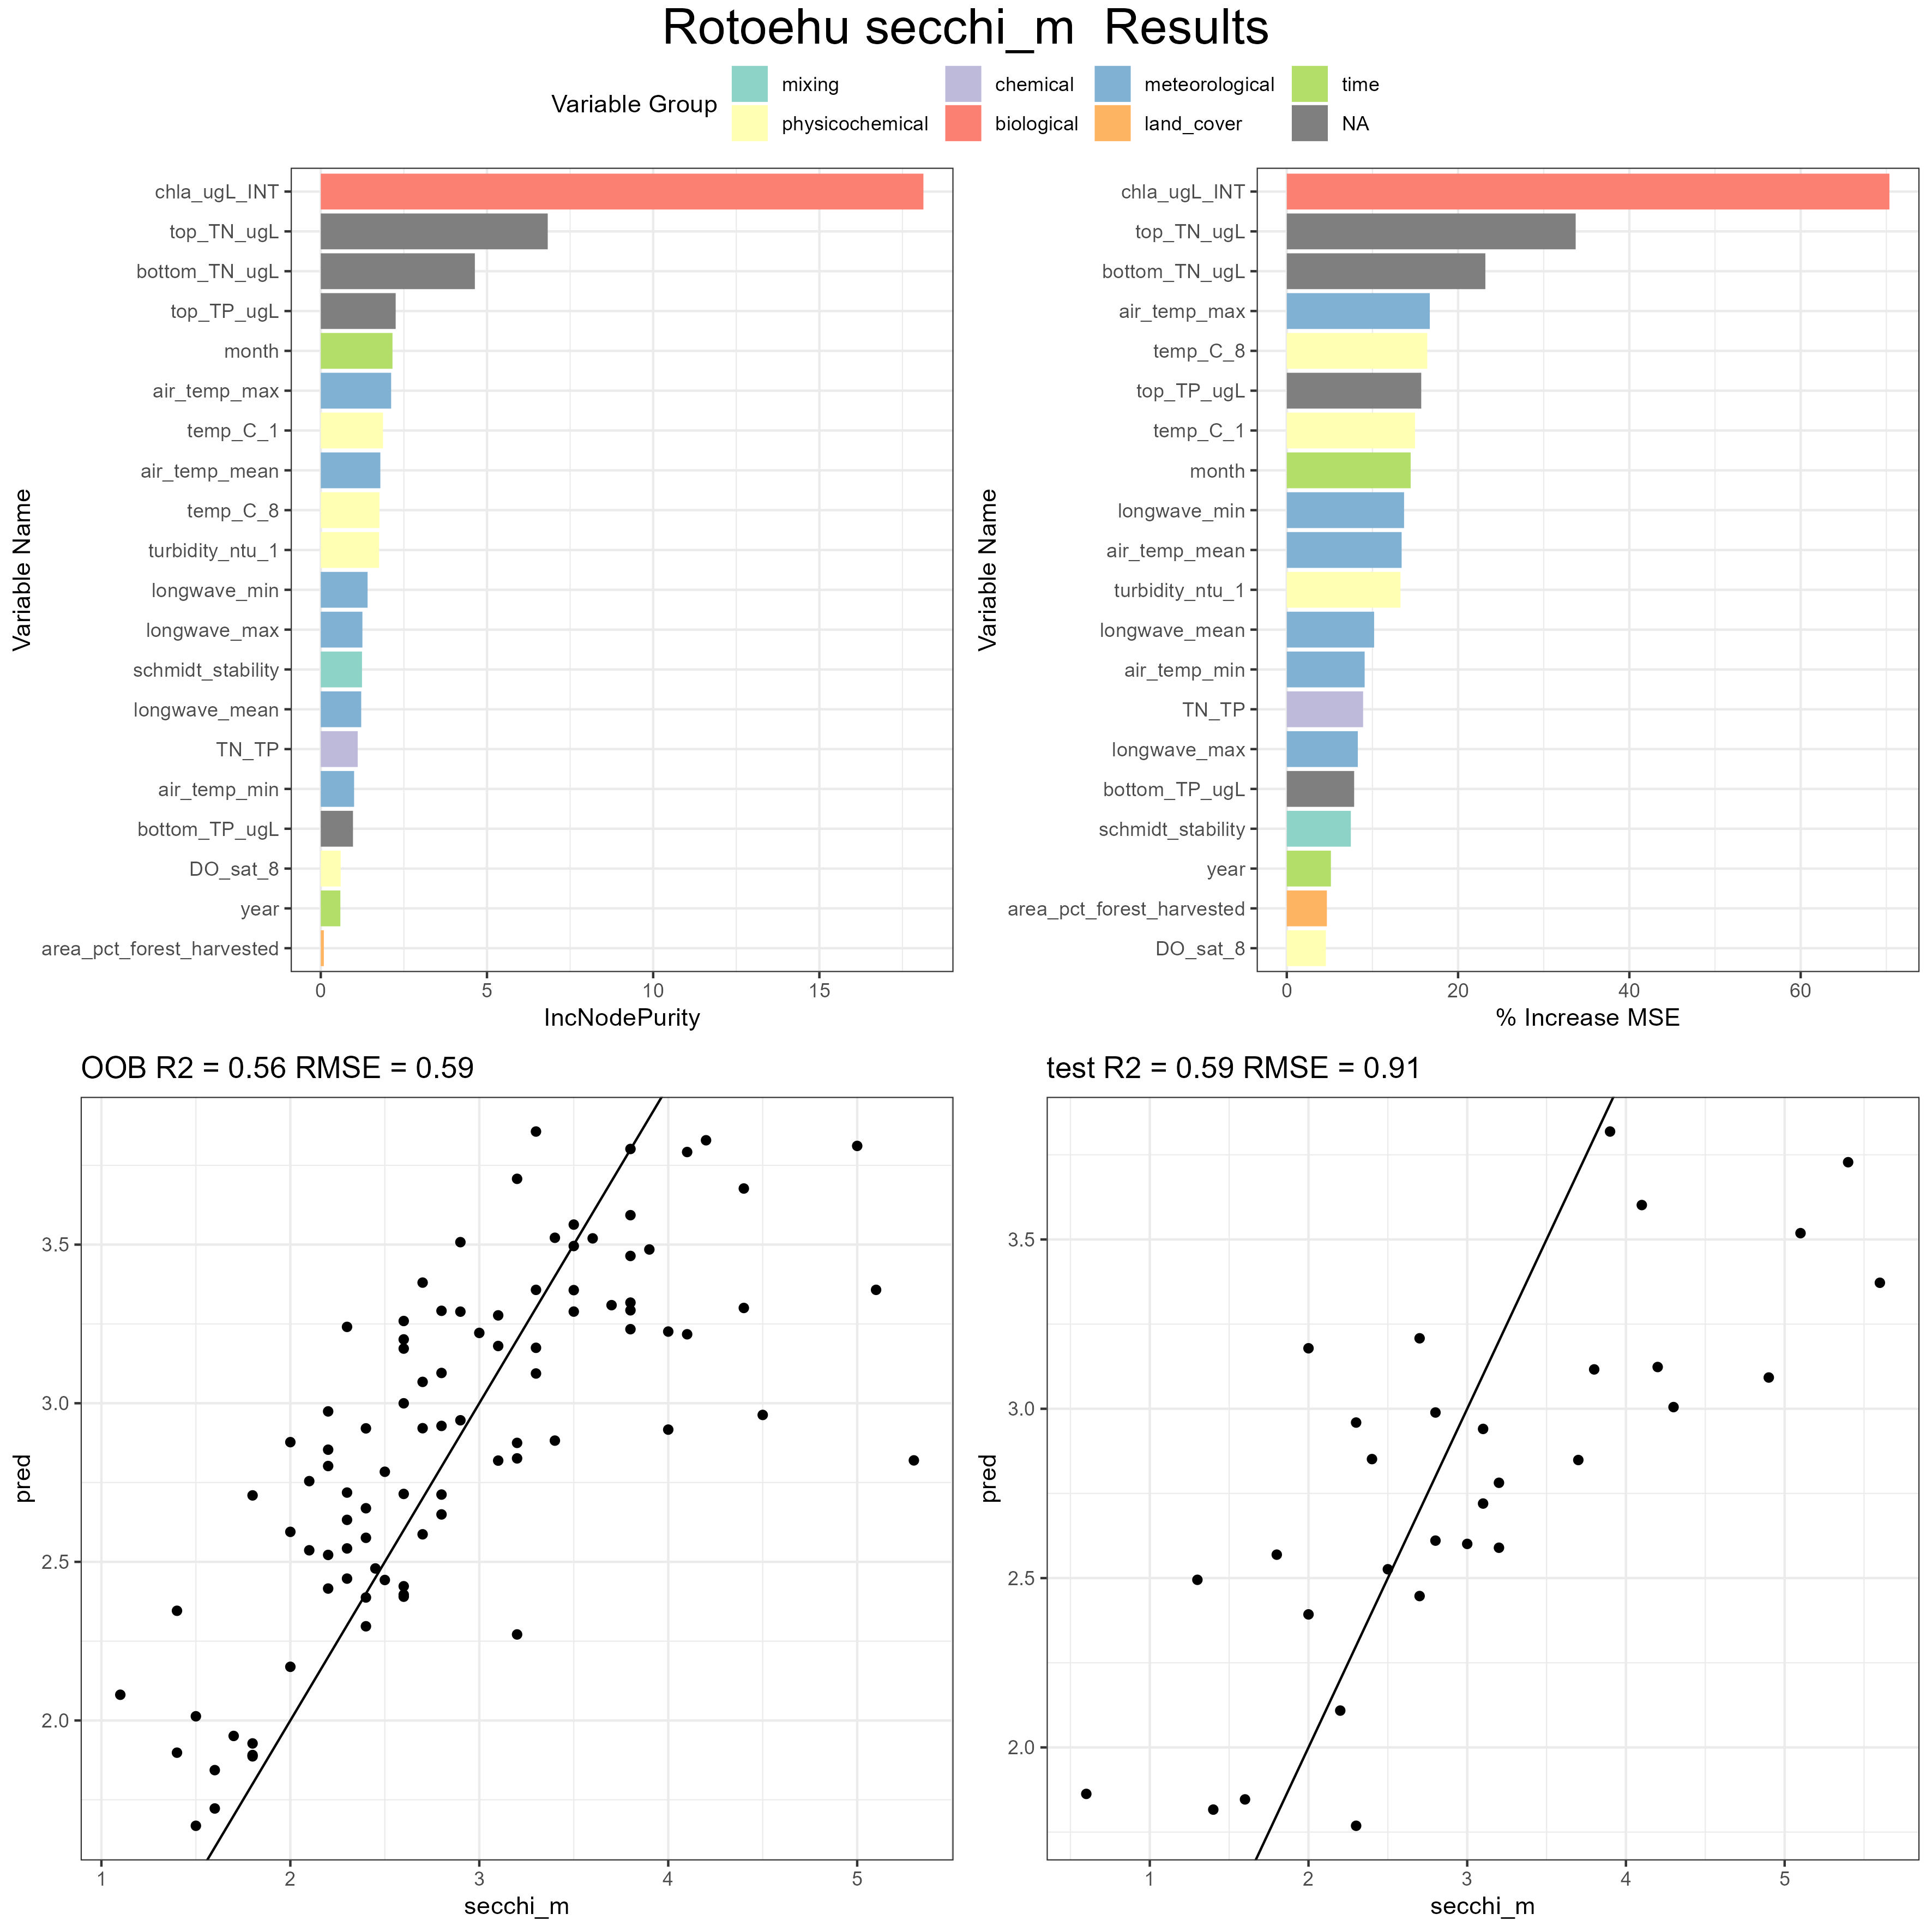 Rotoehu secchi_m  Results
Variable Group
mixing
chemical
meteorological
time
physicochemical
biological
land_cover
NA
Variable Name
chla_ugL_INT
top_TN_ugL
bottom_TN_ugL
top_TP_ugL
month
air_temp_max
temp_C_1
air_temp_mean
temp_C_8
turbidity_ntu_1
longwave_min
longwave_max
schmidt_stability
longwave_mean
TN_TP
air_temp_min
bottom_TP_ugL
DO_sat_8
year
area_pct_forest_harvested
0 5 10 15
IncNodePurity
Variable Name
chla_ugL_INT
top_TN_ugL
bottom_TN_ugL
air_temp_max
temp_C_8
top_TP_ugL
temp_C_1
month
longwave_min
air_temp_mean
turbidity_ntu_1
longwave_mean
air_temp_min
TN_TP
longwave_max
bottom_TP_ugL
schmidt_stability
year
area_pct_forest_harvested
DO_sat_8
0 20 40 60
% Increase MSE
OOB R2 = 0.56 RMSE = 0.59
pred
3.5
3.0
2.5
2.0
1 2 3 4 5
secchi_m
test R2 = 0.59 RMSE = 0.91
pred
3.5
3.0
2.5
2.0
1 2 3 4 5
secchi_m